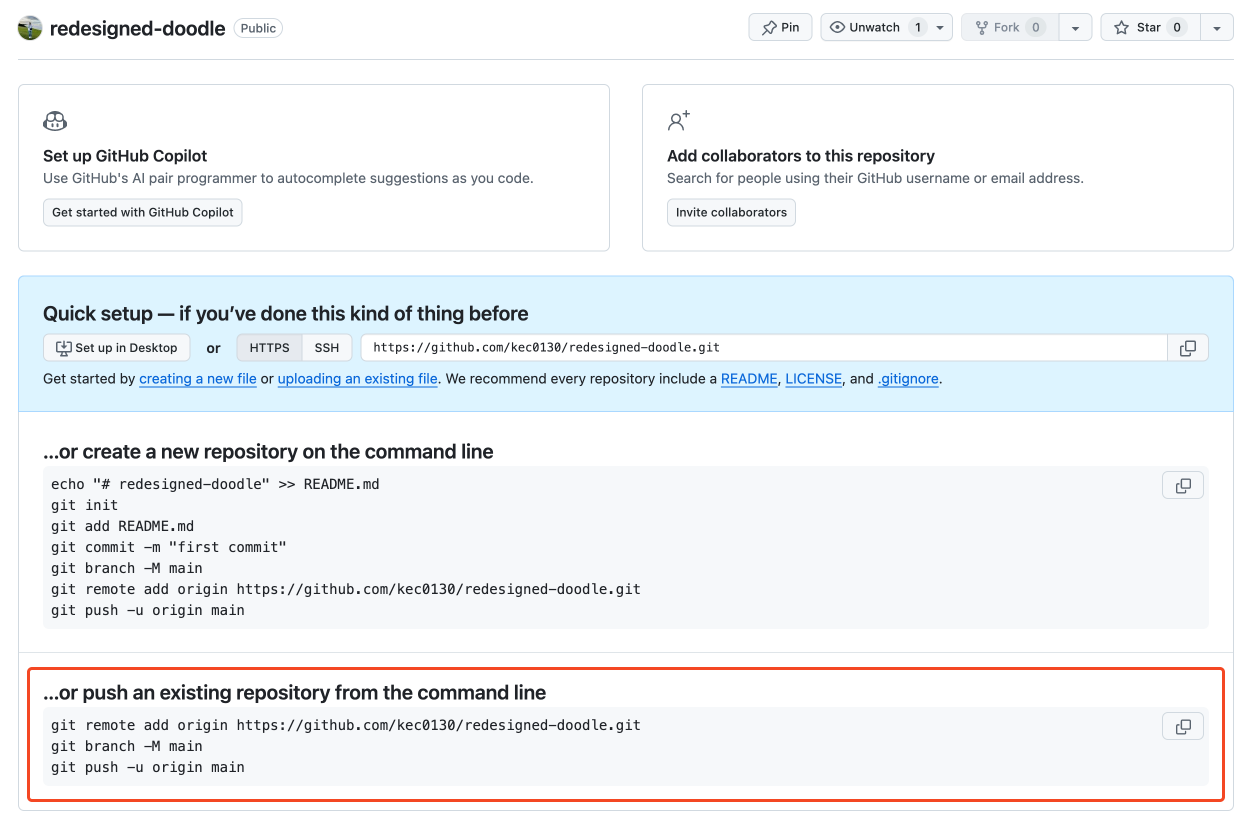 redesigned-doodle Public Pin Unwatch 1 Fork 0 Star 0
Set up GitHub Copilot
Use GitHub's AI pair programmer to autocomplete suggestions as you code.
Get started with GitHub Copilot
Add collaborators to this repository
Search for people using their GitHub username or email address.
Invite collaborators
Quick setup — if you’ve done this kind of thing before
Set up in Desktop or HTTPS SSH https://github.com/kec0130/redesigned-doodle.git
Get started by creating a new file or uploading an existing file. We recommend every repository include a README, LICENSE, and .gitignore.
…or create a new repository on the command line
echo "# redesigned-doodle" >> README.md
git init
git add README.md
git commit -m "first commit"
git branch -M main
git remote add origin https://github.com/kec0130/redesigned-doodle.git
git push -u origin main
…or push an existing repository from the command line
git remote add origin https://github.com/kec0130/redesigned-doodle.git
git branch -M main
git push -u origin main